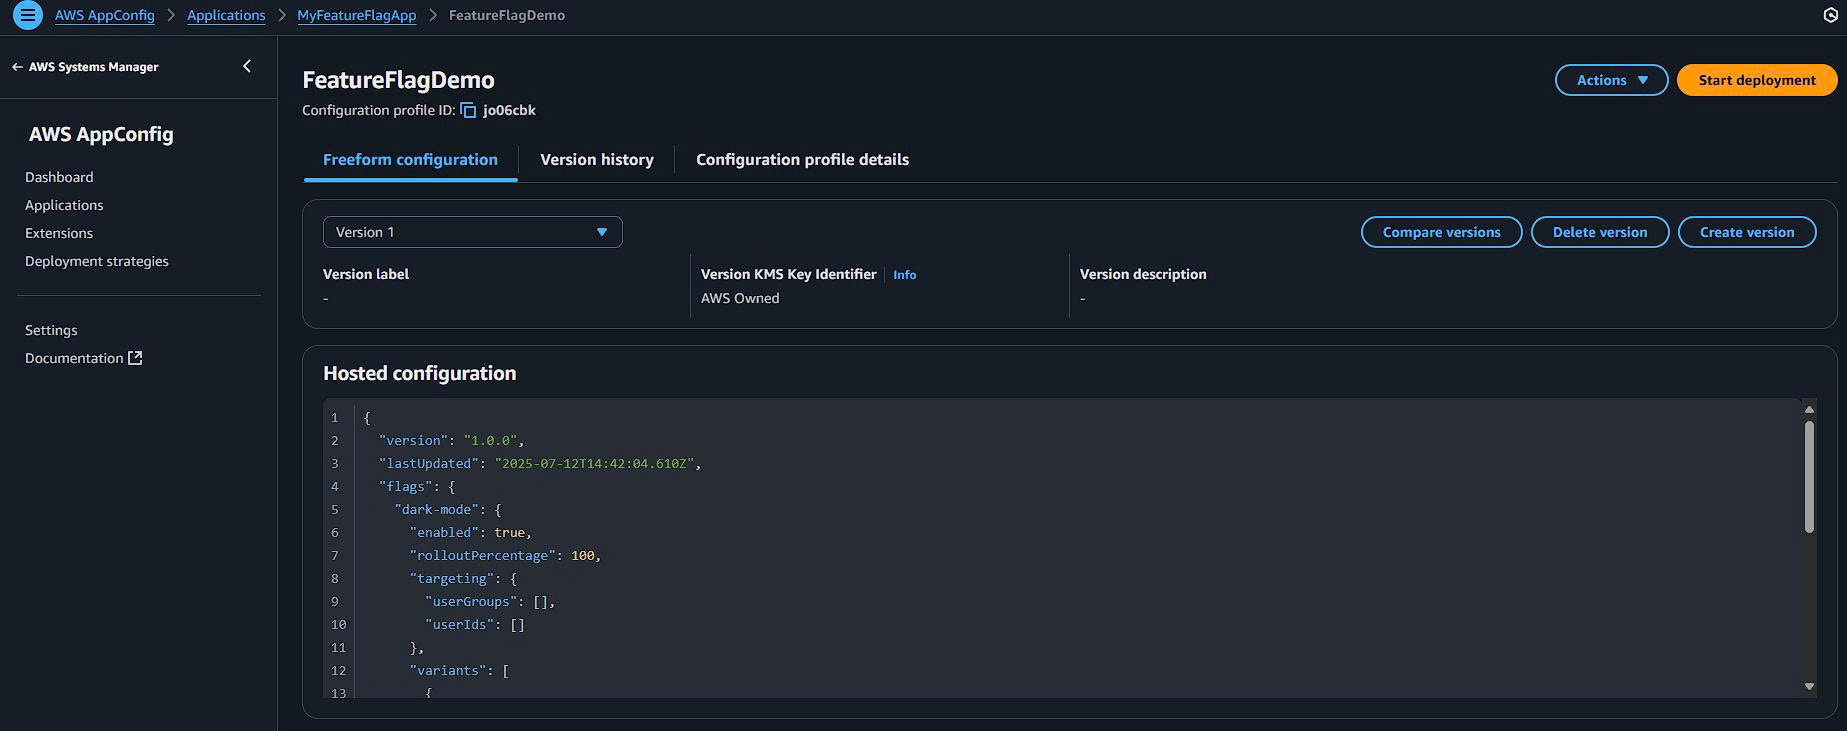 AWS AppConfig > Applications > MyFeatureFlagApp > FeatureFlagDemo
AWS Systems Manager
AWS AppConfig
Dashboard
Applications
Extensions
Deployment strategies
Settings
Documentation
FeatureFlagDemo
Configuration profile ID: jo06cbk
Actions
Start deployment
Freeform configuration
Version history
Configuration profile details
Version 1
Compare versions
Delete version
Create version
Version label
-
Version KMS Key Identifier
Info
AWS Owned
Version description
-
Hosted configuration
1 {
2 "version": "1.0.0",
3 "lastUpdated": "2025-07-12T14:42:04.610Z",
4 "flags": {
5 "dark-mode": {
6 "enabled": true,
7 "rolloutPercentage": 100,
8 "targeting": {
9 "userGroups": [],
10 "userIds": []
11 },
12 "variants": [
13 {